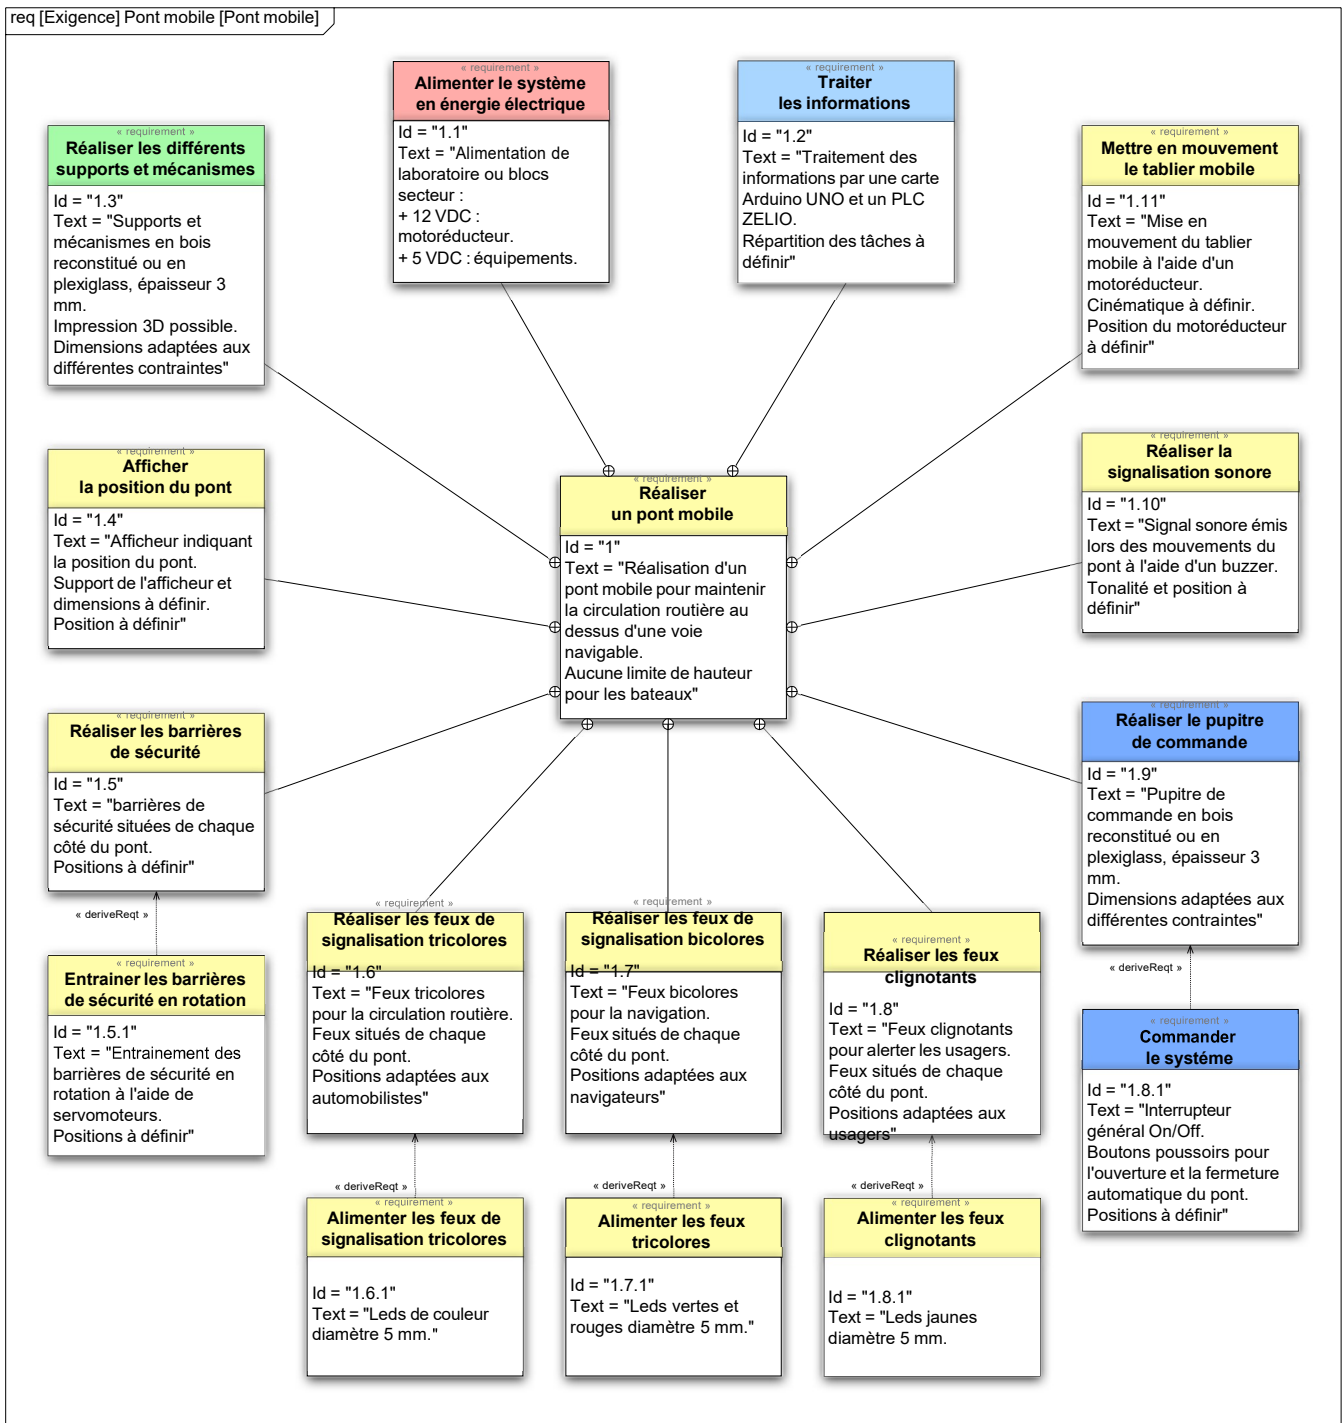 req [Exigence] Pont mobile [Pont mobile]
« requirement »
Alimenter le système
en énergie électrique
Id = "1.1"
Text = "Alimentation de
laboratoire ou blocs
secteur :
+ 12 VDC :
motoréducteur.
+ 5 VDC : équipements.
« requirement »
Traiter
les informations
Id = "1.2"
Text = "Traitement des
informations par une carte
Arduino UNO et un PLC
ZELIO.
Répartition des tâches à
définir"
« requirement »
Réaliser les différents
supports et mécanismes
Id = "1.3"
Text = "Supports et
mécanismes en bois
reconstitué ou en
plexiglass, épaisseur 3
mm.
Impression 3D possible.
Dimensions adaptées aux
différentes contraintes"
« requirement »
Mettre en mouvement
le tablier mobile
Id = "1.11"
Text = "Mise en
mouvement du tablier
mobile à l'aide d'un
motoréducteur.
Cinématique à définir.
Position du motoréducteur
à définir"
« requirement »
Afficher
la position du pont
Id = "1.4"
Text = "Afficheur indiquant
la position du pont.
Support de l'afficheur et
dimensions à définir.
Position à définir"
« requirement »
Réaliser
un pont mobile
Id = "1"
Text = "Réalisation d'un
pont mobile pour maintenir
la circulation routière au
dessus d'une voie
navigable.
Aucune limite de hauteur
pour les bateaux"
« requirement »
Réaliser la
signalisation sonore
Id = "1.10"
Text = "Signal sonore émis
lors des mouvements du
pont à l'aide d'un buzzer.
Tonalité et position à
définir"
« requirement »
Réaliser les barrières
de sécurité
Id = "1.5"
Text = "barrières de
sécurité situées de chaque
côté du pont.
Positions à définir"
« deriveReqt »
« requirement »
Entrainer les barrières
de sécurité en rotation
Id = "1.5.1"
Text = "Entrainement des
barrières de sécurité en
rotation à l'aide de
servomoteurs.
Positions à définir"
« requirement »
Réaliser les feux de
signalisation tricolores
Id = "1.6"
Text = "Feux tricolores
pour la circulation routière.
Feux situés de chaque
côté du pont.
Positions adaptées aux
automobilistes"
« deriveReqt »
« requirement »
Alimenter les feux de
signalisation tricolores
Id = "1.6.1"
Text = "Leds de couleur
diamètre 5 mm."
« requirement »
Réaliser les feux de
signalisation bicolores
Id = "1.7"
Text = "Feux bicolores
pour la navigation.
Feux situés de chaque
côté du pont.
Positions adaptées aux
navigateurs"
« deriveReqt »
« requirement »
Alimenter les feux
tricolores
Id = "1.7.1"
Text = "Leds vertes et
rouges diamètre 5 mm."
« requirement »
Réaliser les feux
clignotants
Id = "1.8"
Text = "Feux clignotants
pour alerter les usagers.
Feux situés de chaque
côté du pont.
Positions adaptées aux
usagers"
« deriveReqt »
« requirement »
Alimenter les feux
clignotants
Id = "1.8.1"
Text = "Leds jaunes
diamètre 5 mm.
« requirement »
Réaliser le pupitre
de commande
Id = "1.9"
Text = "Pupitre de
commande en bois
reconstitué ou en
plexiglass, épaisseur 3
mm.
Dimensions adaptées aux
différentes contraintes"
« deriveReqt »
« requirement »
Commander
le systéme
Id = "1.8.1"
Text = "Interrupteur
général On/Off.
Boutons poussoirs pour
l'ouverture et la fermeture
automatique du pont.
Positions à définir"